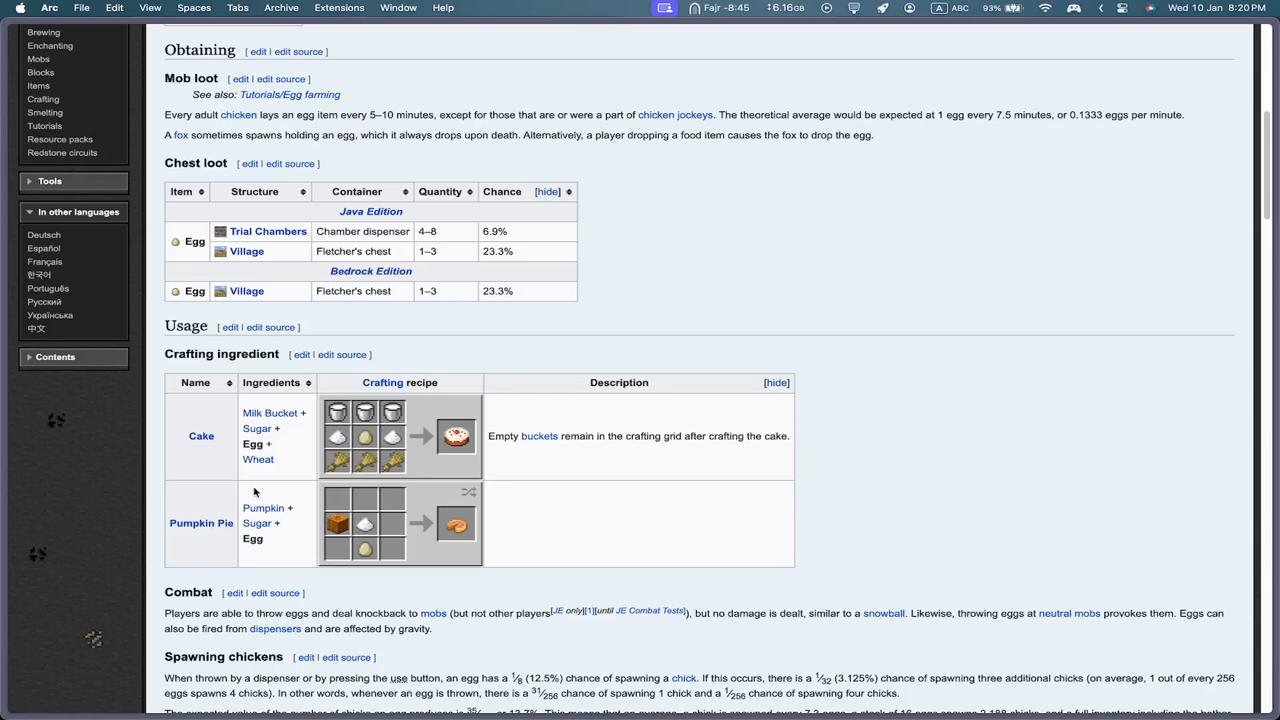 Arc File Edit View Spaces Tabs Archive Extensions Window Help Fajr -8:45 ABC 93% Wed 10 Jan 8:20 PM
Brewing
Enchanting
Mobs
Blocks
Items
Crafting
Smelting
Tutorials
Resource packs
Redstone circuits
Tools
In other languages
Deutsch
Español
Français
한국어
Português
Русский
Українська
中文
Contents
Obtaining [ edit | edit source ]
Mob loot [ edit | edit source ]
See also: Tutorials/Egg farming
Every adult chicken lays an egg item every 5–10 minutes, except for those that are or were a part of chicken jockeys. The theoretical average would be expected at 1 egg every 7.5 minutes, or 0.1333 eggs per minute.
A fox sometimes spawns holding an egg, which it always drops upon death. Alternatively, a player dropping a food item causes the fox to drop the egg.
Chest loot [ edit | edit source ]
Item Structure Container Quantity Chance [hide]
Java Edition
Egg Trial Chambers Chamber dispenser 4–8 6.9%
Village Fletcher's chest 1–3 23.3%
Bedrock Edition
Egg Village Fletcher's chest 1–3 23.3%
Usage [ edit | edit source ]
Crafting ingredient [ edit | edit source ]
Name Ingredients Crafting recipe Description [hide]
Cake
Milk Bucket +
Sugar +
Egg +
Wheat
Empty buckets remain in the crafting grid after crafting the cake.
Pumpkin Pie
Pumpkin +
Sugar +
Egg
Combat [ edit | edit source ]
Players are able to throw eggs and deal knockback to mobs (but not other players[JE only][1][until JE Combat Tests]), but no damage is dealt, similar to a snowball. Likewise, throwing eggs at neutral mobs provokes them. Eggs can
also be fired from dispensers and are affected by gravity.
Spawning chickens [ edit | edit source ]
When thrown by a dispenser or by pressing the use button, an egg has a 1⁄8 (12.5%) chance of spawning a chick. If this occurs, there is a 1⁄32 (3.125%) chance of spawning three additional chicks (on average, 1 out of every 256
eggs spawns 4 chicks). In other words, whenever an egg is thrown, there is a 31⁄256 chance of spawning 1 chick and a 1⁄256 chance of spawning four chicks.